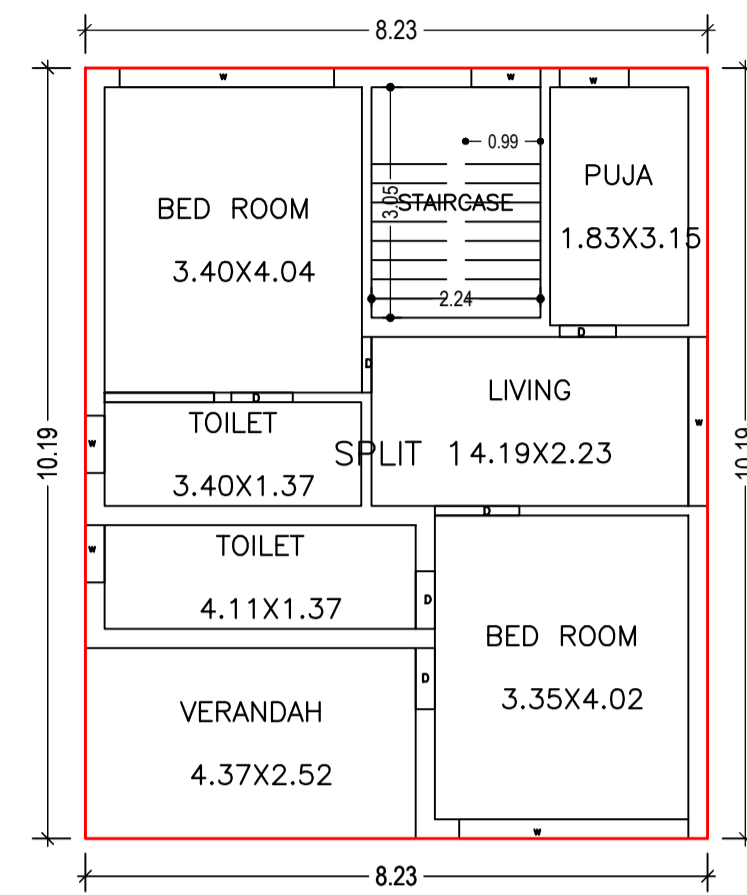 8.23
W
W
W
0.99
PUJA
1.83X3.15
BED ROOM
3.40X4.04
3.05
STAIRCASE
2.24
D
D
D
LIVING
4.19X2.23
W
TOILET
3.40X1.37
W
SPLIT 1
10.19
10.19
D
TOILET
4.11X1.37
W
D
BED ROOM
3.35X4.02
D
VERANDAH
4.37X2.52
W
8.23